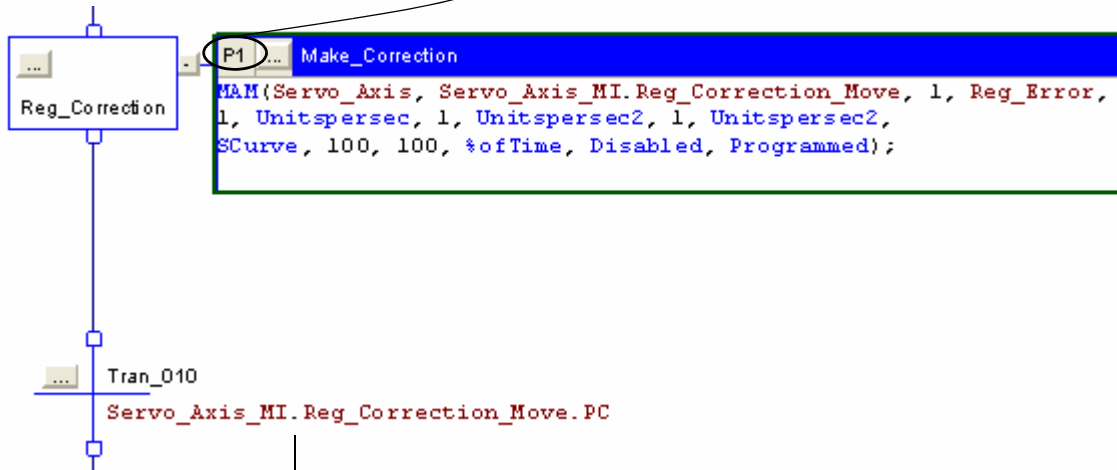 ...
Reg_Correction
- P1 ... Make_Correction
MAM(Servo_Axis, Servo_Axis_MI.Reg_Correction_Move, 1, Reg_Error,
1, Unitspersec, 1, Unitspersec2, 1, Unitspersec2,
SCurve, 100, 100, %ofTime, Disabled, Programmed);
... Tran_010
Servo_Axis_MI.Reg_Correction_Move.PC